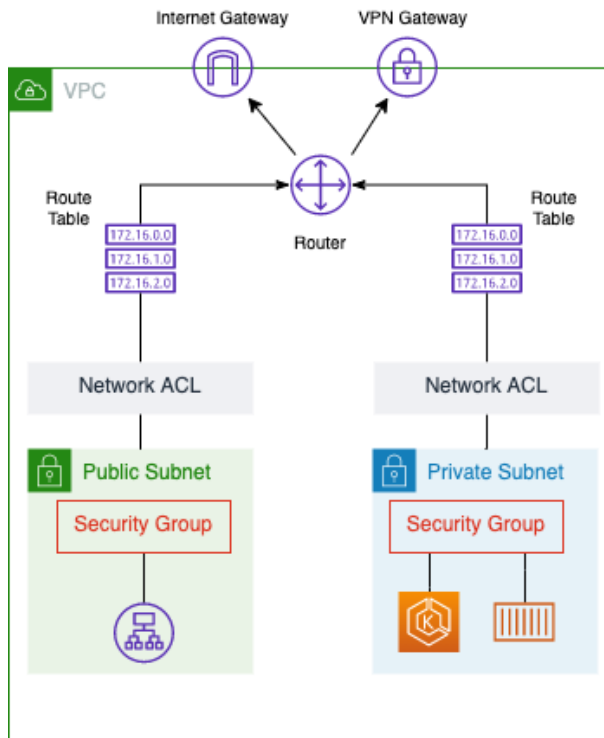 Internet Gateway
VPN Gateway
VPC
Route
Table
172.16.0.0
172.16.1.0
172.16.2.0
Router
Route
Table
172.16.0.0
172.16.1.0
172.16.2.0
Network ACL
Network ACL
Public Subnet
Security Group
Private Subnet
Security Group
K